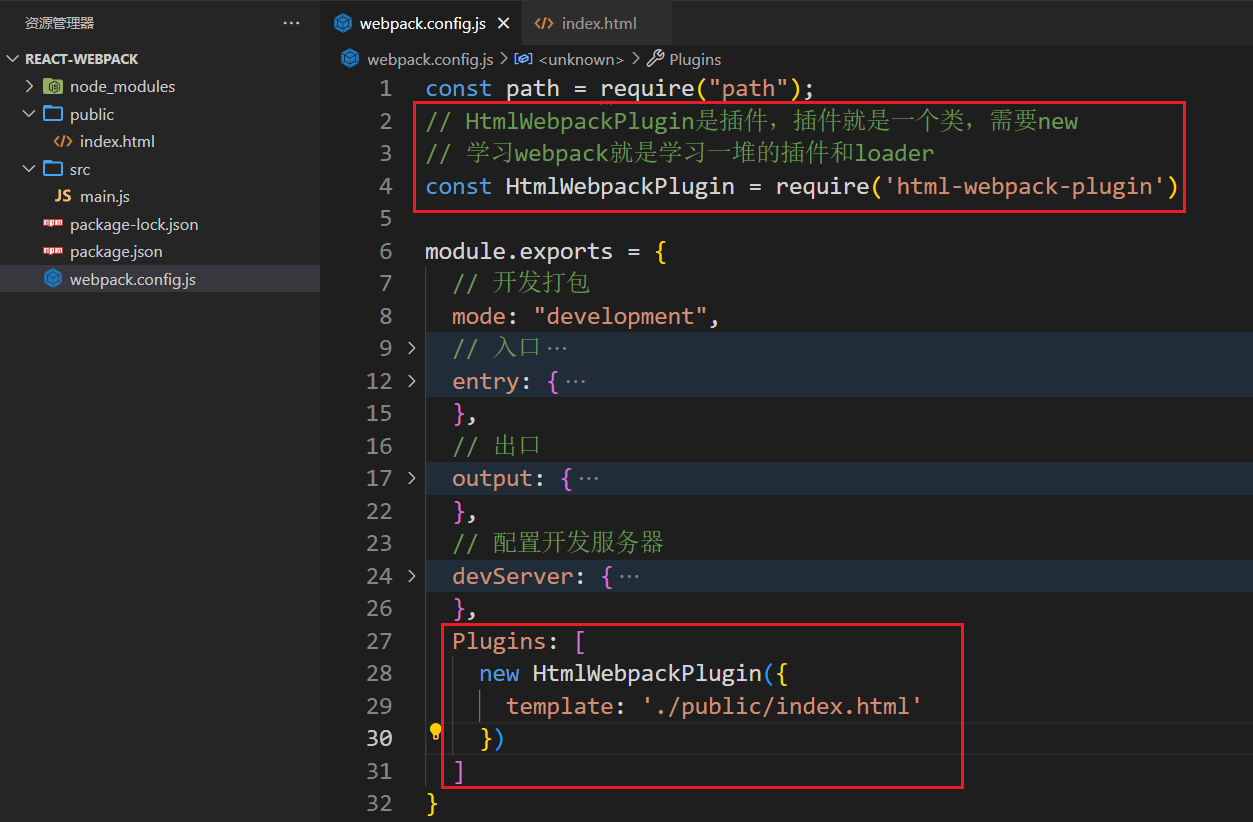 资源管理器
REACT-WEBPACK
node_modules
public
index.html
src
JS main.js
npm package-lock.json
npm package.json
webpack.config.js
webpack.config.js
index.html
webpack.config.js > <unknown> > Plugins
1 const path = require("path");
2 // HtmlWebpackPlugin是插件，插件就是一个类，需要new
3 // 学习webpack就是学习一堆的插件和loader
4 const HtmlWebpackPlugin = require('html-webpack-plugin')
5
6 module.exports = {
7 // 开发打包
8 mode: "development",
9 // 入口…
12 entry: {…
15 },
16 // 出口
17 output: {…
22 },
23 // 配置开发服务器
24 devServer: {…
26 },
27 Plugins: [
28 new HtmlWebpackPlugin({
29 template: './public/index.html'
30 })
31 ]
32 }